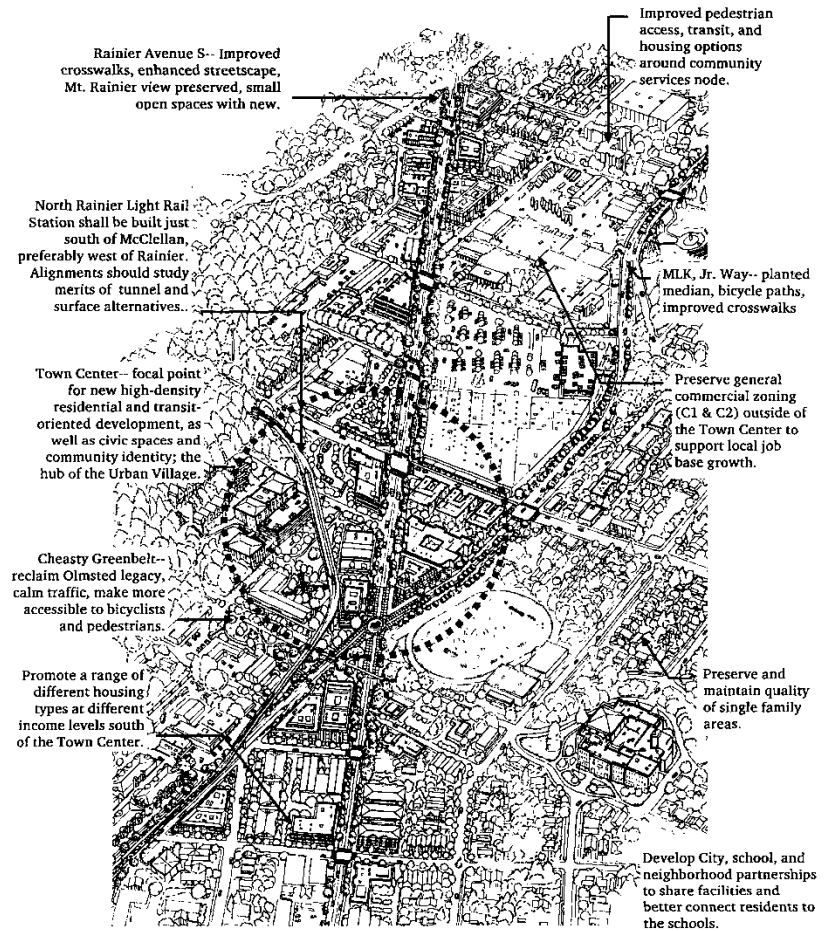 Improved pedestrian
access, transit, and
housing options
around community
services node.
Rainier Avenue S-- Improved
crosswalks, enhanced streetscape,
Mt. Rainier view preserved, small
open spaces with new.
North Rainier Light Rail
Station shall be built just
south of McClellan,
preferably west of Rainier.
Alignments should study
merits of tunnel and
surface alternatives..
MLK, Jr. Way-- planted
median, bicycle paths,
improved crosswalks
Town Center-- focal point
for new high-density
residential and transit-
oriented development, as
well as civic spaces and
community identity; the
hub of the Urban Village.
Preserve general
commercial zoning
(C1 & C2) outside of
the Town Center to
support local job
base growth.
Cheasty Greenbelt--
reclaim Olmsted legacy,
calm traffic, make more
accessible to bicyclists
and pedestrians.
Promote a range of
different housing
types at different
income levels south
of the Town Center.
Preserve and
maintain quality
of single family
areas.
Develop City, school, and
neighborhood partnerships
to share facilities and
better connect residents to
the schools.